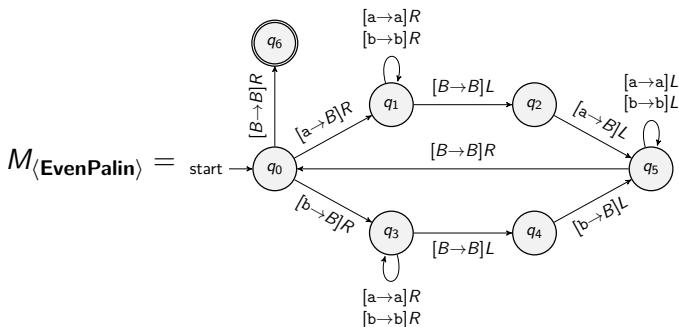 M⟨EvenPalin⟩ =
start
q6
[B→B]R
q0
[a→B]R
[a→a]R
[b→b]R
q1
[B→B]L
q2
[a→B]L
[a→a]L
[b→b]L
q5
[B→B]R
[b→B]R
q3
[B→B]L
q4
[b→B]L
[a→a]R
[b→b]R